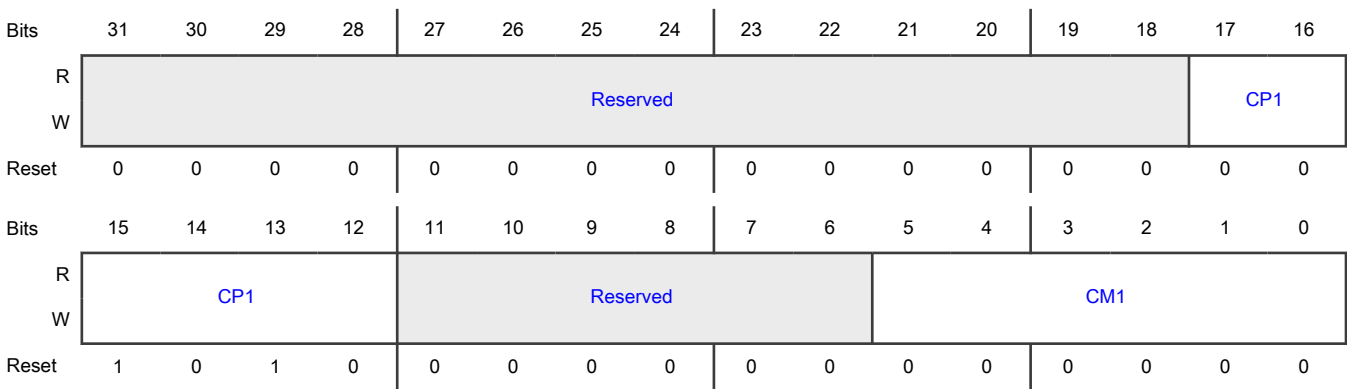 Bits 31 30 29 28 27 26 25 24 23 22 21 20 19 18 17 16
R
Reserved CP1
W
Reset 0 0 0 0 0 0 0 0 0 0 0 0 0 0 0 0
Bits 15 14 13 12 11 10 9 8 7 6 5 4 3 2 1 0
R
CP1 Reserved CM1
W
Reset 1 0 1 0 0 0 0 0 0 0 0 0 0 0 0 0